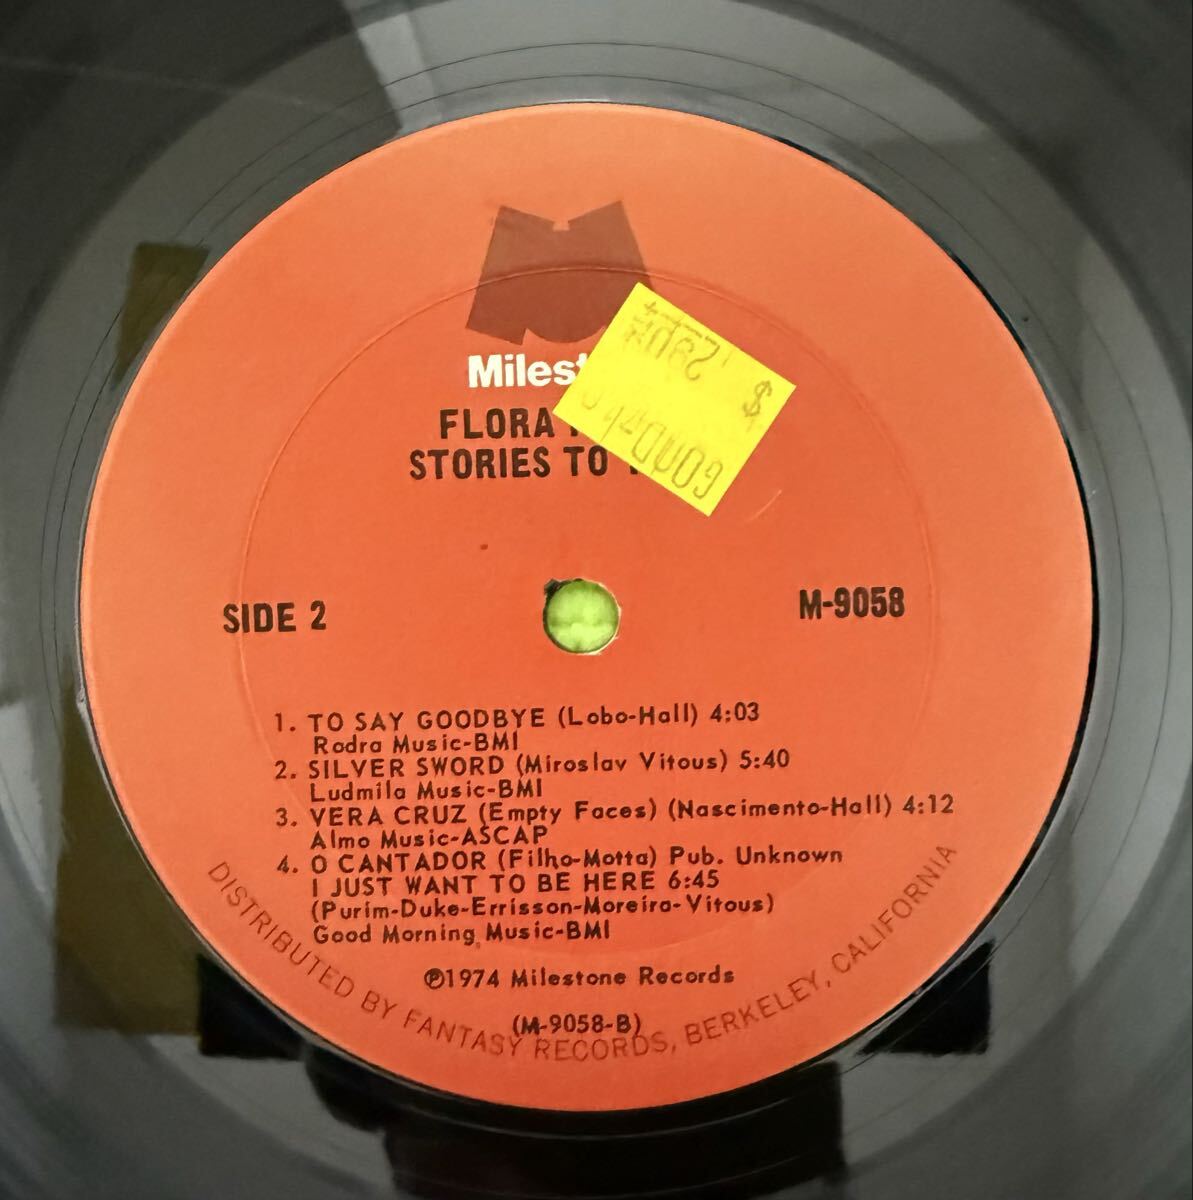 Miles
FLORA
STORIES TO
$
SIDE 2
M-9058
1. TO SAY GOODBYE (Lobo-Hall) 4:03
Rodra Music-BMI
2. SILVER SWORD (Miroslav Vitous) 5:40
Ludmila Music-BMI
3. VERA CRUZ (Empty Faces) (Nascimento-Hall) 4:12
Almo Music-ASCAP
4. O CANTADOR (Filho-Motta) Pub. Unknown
I JUST WANT TO BE HERE 6:45
(Purim-Duke-Errisson-Moreira-Vitous)
Good Morning Music-BMI
℗1974 Milestone Records
(M-9058-B)
DISTRIBUTED BY FANTASY RECORDS, BERKELEY, CALIFORNIA